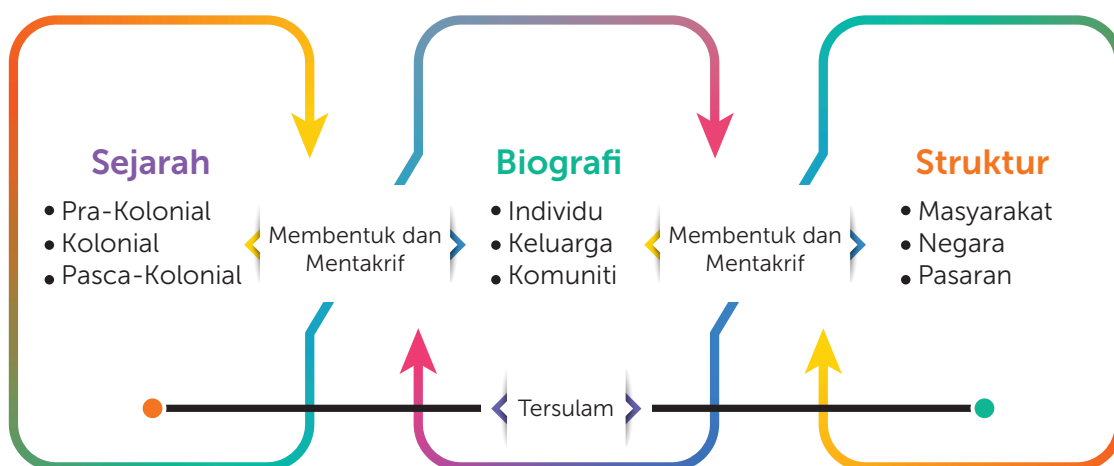 Sejarah
• Pra-Kolonial
• Kolonial
• Pasca-Kolonial
Membentuk dan
Mentakrif
Biografi
• Individu
• Keluarga
• Komuniti
Membentuk dan
Mentakrif
Struktur
• Masyarakat
• Negara
• Pasaran
Tersulam